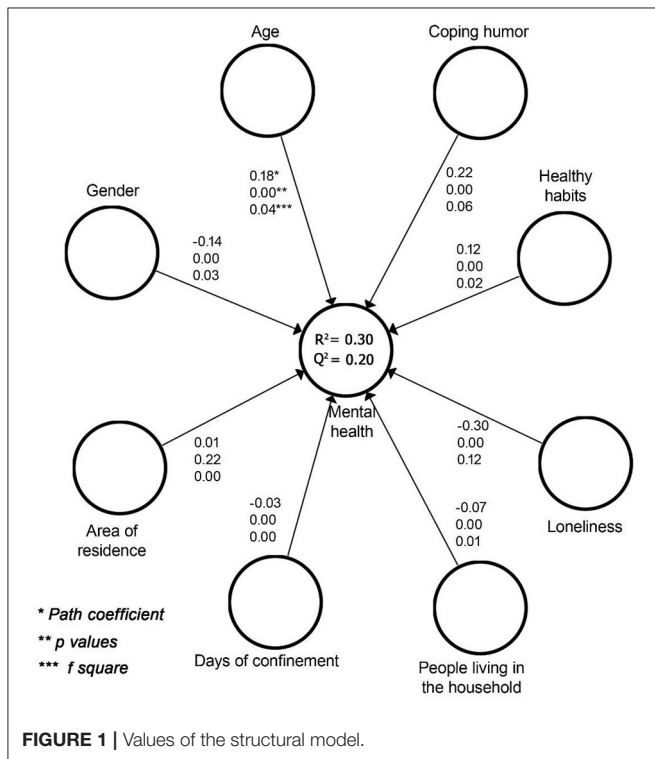 Age
Coping humor
Gender
Healthy
habits
0.18*
0.00**
0.04***
0.22
0.00
0.06
-0.14
0.00
0.03
0.12
0.00
0.02
R²= 0.30
Q²= 0.20
Mental
health
0.01
0.22
0.00
-0.30
0.00
0.12
Area of
residence
-0.03
0.00
0.00
-0.07
0.00
0.01
Loneliness
* Path coefficient
** p values
*** f square
Days of confinement
People living in
the household
FIGURE 1 | Values of the structural model.